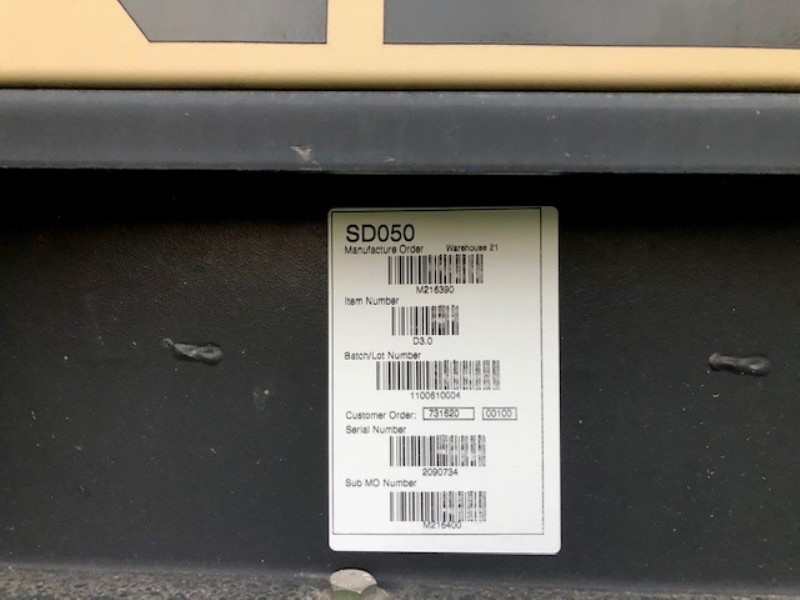 SD050
Manufacture Order Warehouse 21
M216390
Item Number
D3.0
Batch/Lot Number
1100610004
Customer Order: 731620 00100
Serial Number
2090734
Sub MO Number
M216400